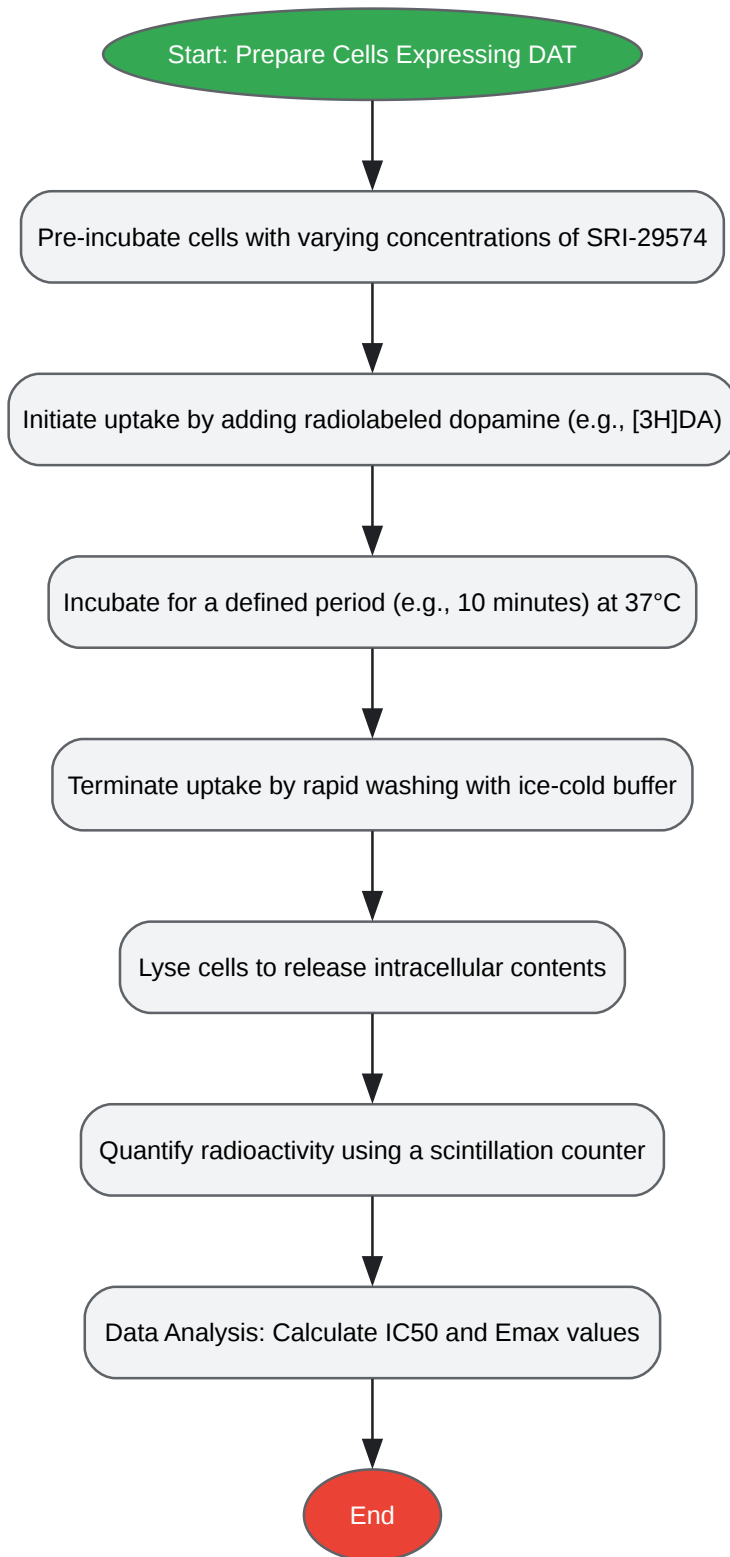 Start: Prepare Cells Expressing DAT
Pre-incubate cells with varying concentrations of SRI-29574
Initiate uptake by adding radiolabeled dopamine (e.g., [3H]DA)
Incubate for a defined period (e.g., 10 minutes) at 37°C
Terminate uptake by rapid washing with ice-cold buffer
Lyse cells to release intracellular contents
Quantify radioactivity using a scintillation counter
Data Analysis: Calculate IC50 and Emax values
End